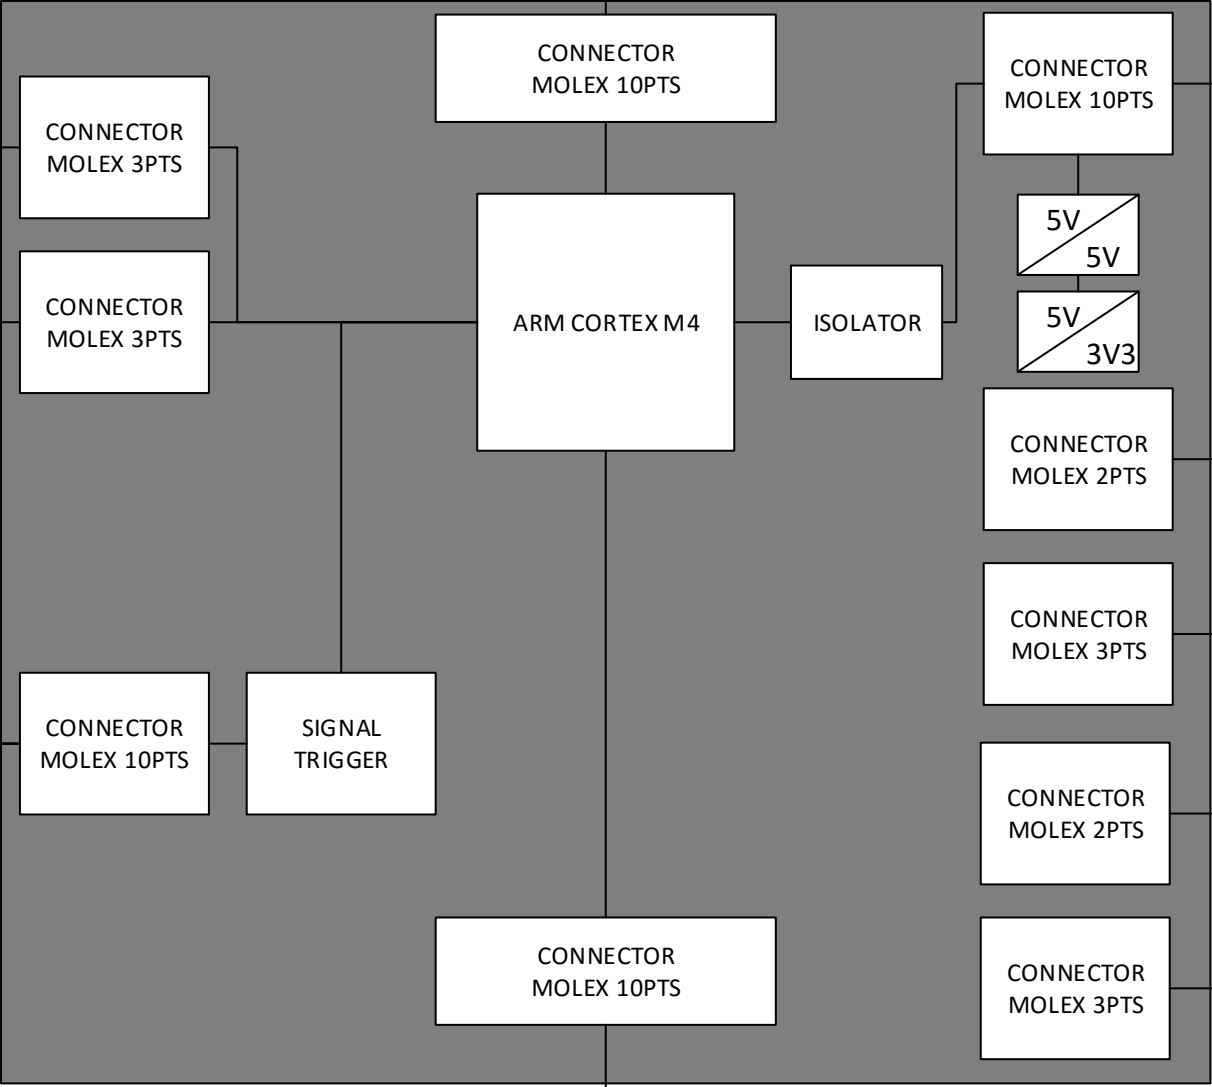 CONNECTOR
MOLEX 10PTS
CONNECTOR
MOLEX 10PTS
CONNECTOR
MOLEX 3PTS
5V
5V
CONNECTOR
MOLEX 3PTS
ARM CORTEX M4
ISOLATOR
5V
3V3
CONNECTOR
MOLEX 2PTS
CONNECTOR
MOLEX 3PTS
CONNECTOR
MOLEX 10PTS
SIGNAL
TRIGGER
CONNECTOR
MOLEX 2PTS
CONNECTOR
MOLEX 10PTS
CONNECTOR
MOLEX 3PTS